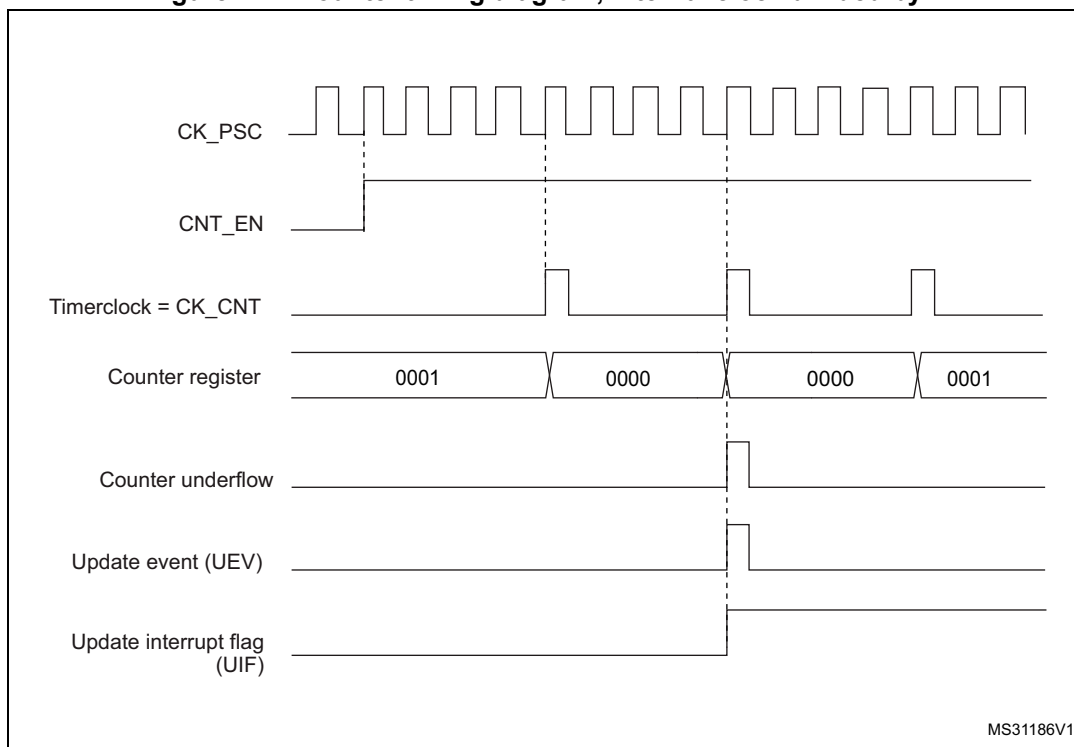 CK_PSC
CNT_EN
Timerclock = CK_CNT
Counter register
0001
0000
0000
0001
Counter underflow
Update event (UEV)
Update interrupt flag
(UIF)
MS31186V1